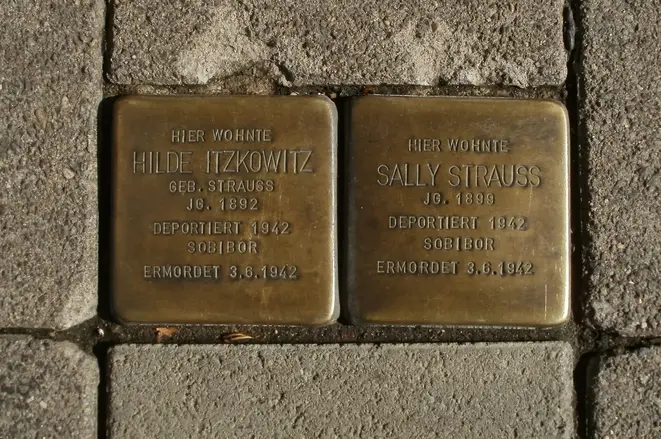 HIER WOHNTE
HILDE ITZKOWITZ
GEB. STRAUSS
JG. 1892
DEPORTIERT 1942
SOBIBOR
ERMORDET 3.6.1942
HIER WOHNTE
SALLY STRAUSS
JG. 1899
DEPORTIERT 1942
SOBIBOR
ERMORDET 3.6.1942